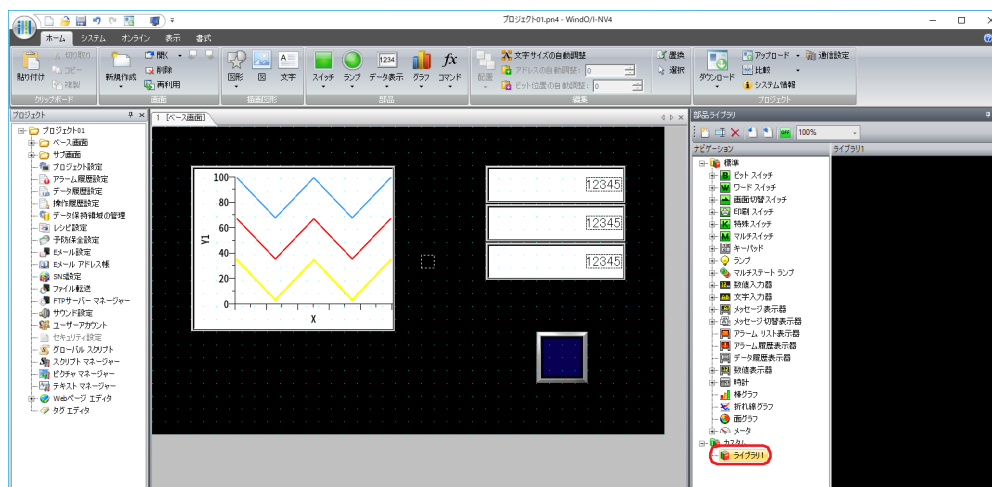 プロジェクト01.pn4 - WindO/I-NV4
ホーム システム オンライン 表示 書式
貼り付け 切り取り コピー 複製 クリップボード
新規作成 開く 削除 再利用 画面
図形 図 文字 描画図形
スイッチ ランプ データ表示 グラフ コマンド 部品
1234
fx
配置 文字サイズの自動調整 アドレスの自動調整: 0 ビット位置の自動調整: 0 置換 選択 編集
ダウンロード アップロード 比較 システム情報 通信設定 プロジェクト
プロジェクト
プロジェクト01
ベース画面
サブ画面
プロジェクト設定
アラーム履歴設定
データ履歴設定
操作履歴設定
データ保持領域の管理
レシピ設定
予防保全設定
Eメール設定
Eメール アドレス帳
SNS設定
ファイル転送
FTPサーバー マネージャー
サウンド設定
ユーザーアカウント
セキュリティ設定
グローバル スクリプト
スクリプト マネージャー
ピクチャ マネージャー
テキスト マネージャー
Webページ エディタ
タグ エディタ
1 [ベース画面]
100
80
60
40
20
0
Y1
X
12345
12345
12345
部品ライブラリ
OFF 100%
ナビゲーション
ライブラリ1
標準
ビット スイッチ
ワード スイッチ
画面切替 スイッチ
印刷 スイッチ
特殊 スイッチ
マルチスイッチ
キーパッド
ランプ
マルチステート ランプ
数値入力器
文字入力器
メッセージ表示器
メッセージ切替表示器
アラーム リスト表示器
アラーム履歴表示器
データ履歴表示器
数値表示器
時計
棒グラフ
折れ線グラフ
面グラフ
メータ
カスタム
ライブラリ1